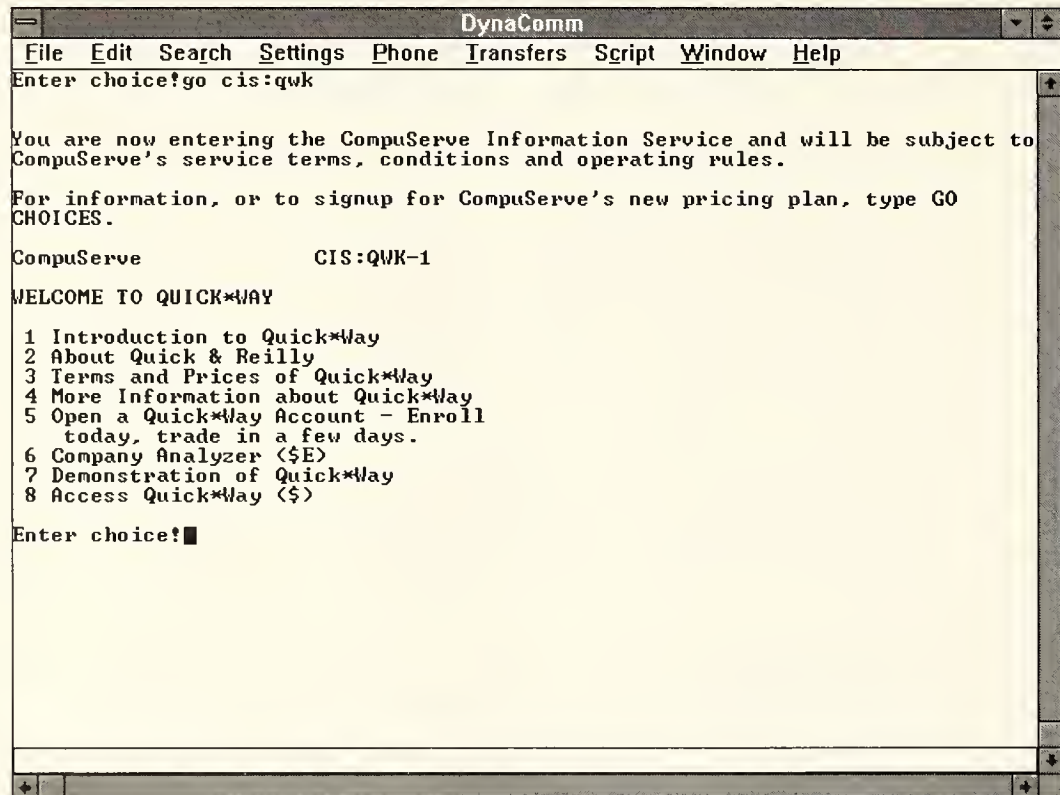 DynaComm
File Edit Search Settings Phone Transfers Script Window Help
Enter choice!go cis:qwk
You are now entering the CompuServe Information Service and will be subject to
CompuServe's service terms, conditions and operating rules.
For information, or to signup for CompuServe's new pricing plan, type GO
CHOICES.
CompuServe CIS:QWK-1
WELCOME TO QUICK*WAY
1 Introduction to Quick*Way
2 About Quick & Reilly
3 Terms and Prices of Quick*Way
4 More Information about Quick*Way
5 Open a Quick*Way Account - Enroll
today, trade in a few days.
6 Company Analyzer ($E)
7 Demonstration of Quick*Way
8 Access Quick*Way ($)
Enter choice!